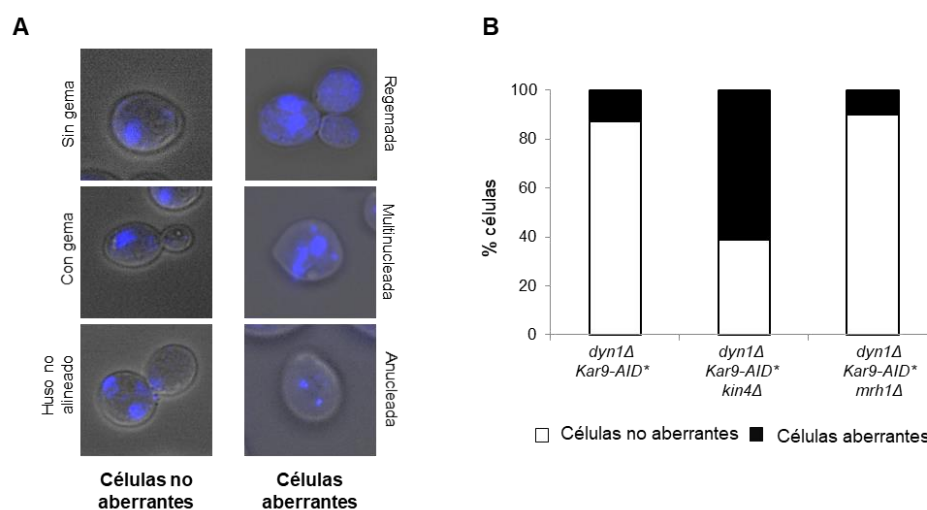 A
Sin gema
Con gema
Huso no
alineado
Regemada
Multinucleada
Anucleada
Células no
aberrantes
Células
aberrantes
B
% células
100
80
60
40
20
0
dyn1Δ
Kar9-AID*
dyn1Δ
Kar9-AID*
kin4Δ
dyn1Δ
Kar9-AID*
mrh1Δ
Células no aberrantes
Células aberrantes